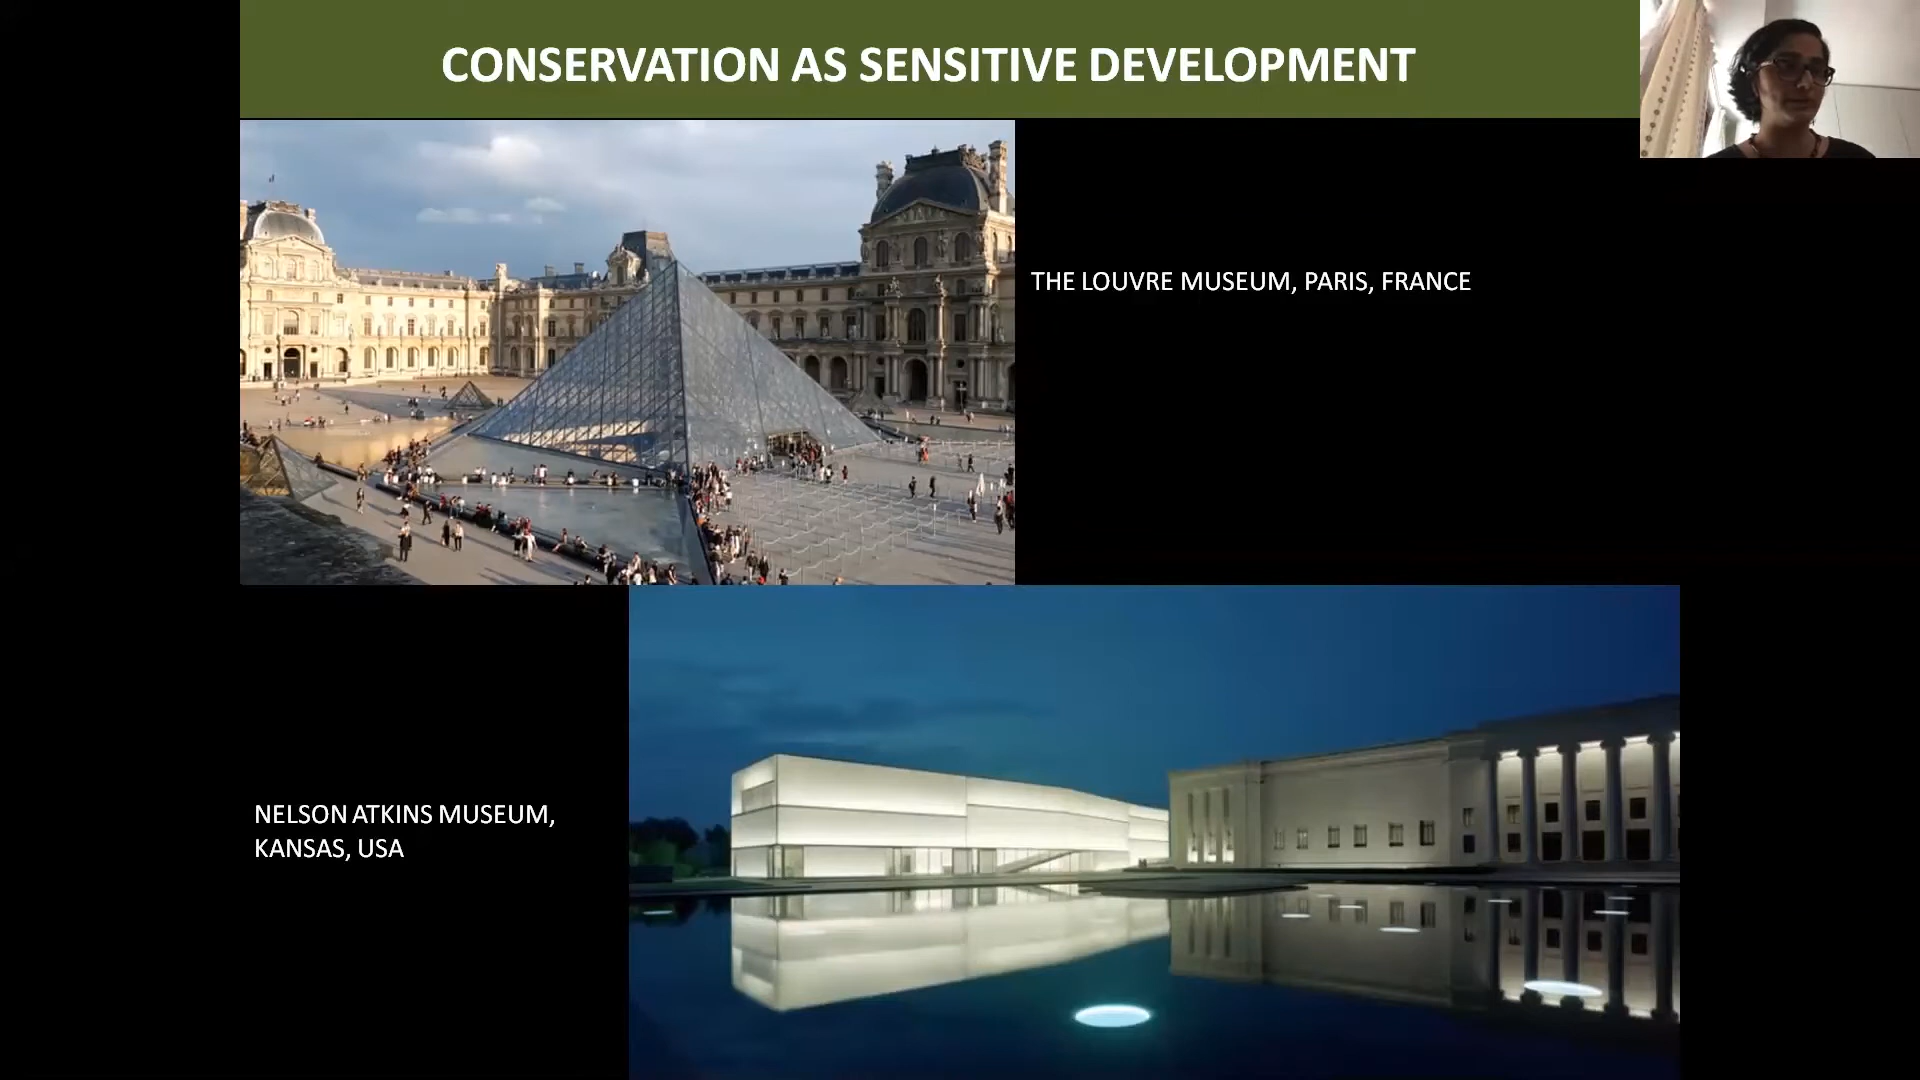 CONSERVATION AS SENSITIVE DEVELOPMENT
THE LOUVRE MUSEUM, PARIS, FRANCE
NELSON ATKINS MUSEUM,
KANSAS, USA